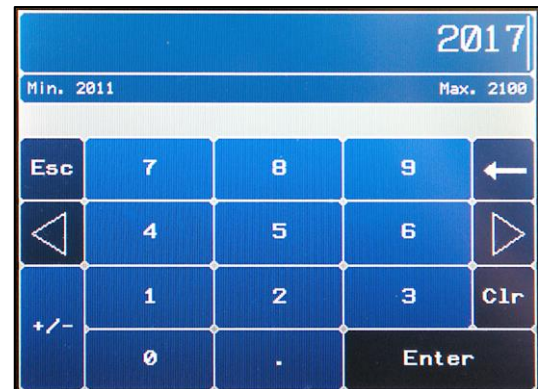 2017
Min. 2011 Max. 2100
Esc 7 8 9
4 5 6
1 2 3 Clr
+/-
0 . Enter